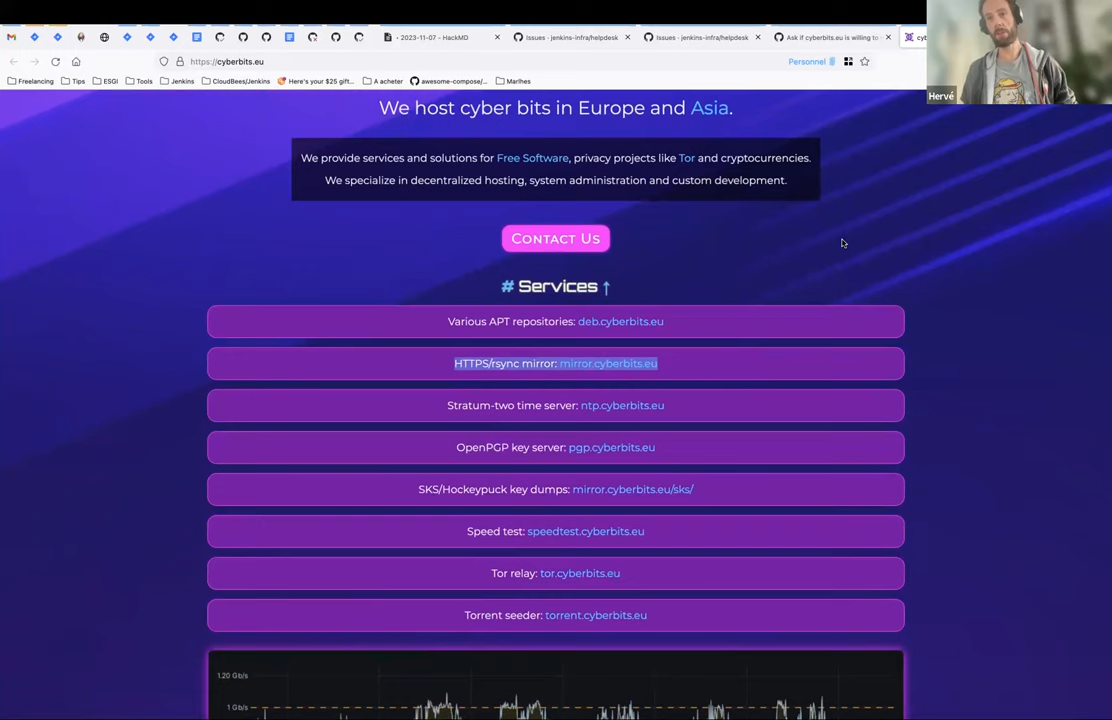 · 2023-11-07 - HackMD
Issues · jenkins-infra/helpdesk
Issues · jenkins-infra/helpdesk
Ask if cyberbits.eu is willing to
cyb
https://cyberbits.eu
Personnel
Freelancing
Tips
ESGI
Tools
Jenkins
CloudBees/Jenkins
Here's your $25 gift...
A acheter
awesome-compose/...
Marlhes
Hervé
We host cyber bits in Europe and Asia.
We provide services and solutions for Free Software, privacy projects like Tor and cryptocurrencies.
We specialize in decentralized hosting, system administration and custom development.
Contact Us
# Services ↑
Various APT repositories: deb.cyberbits.eu
HTTPS/rsync mirror: mirror.cyberbits.eu
Stratum-two time server: ntp.cyberbits.eu
OpenPGP key server: pgp.cyberbits.eu
SKS/Hockeypuck key dumps: mirror.cyberbits.eu/sks/
Speed test: speedtest.cyberbits.eu
Tor relay: tor.cyberbits.eu
Torrent seeder: torrent.cyberbits.eu
1.20 Gb/s
1 Gb/s